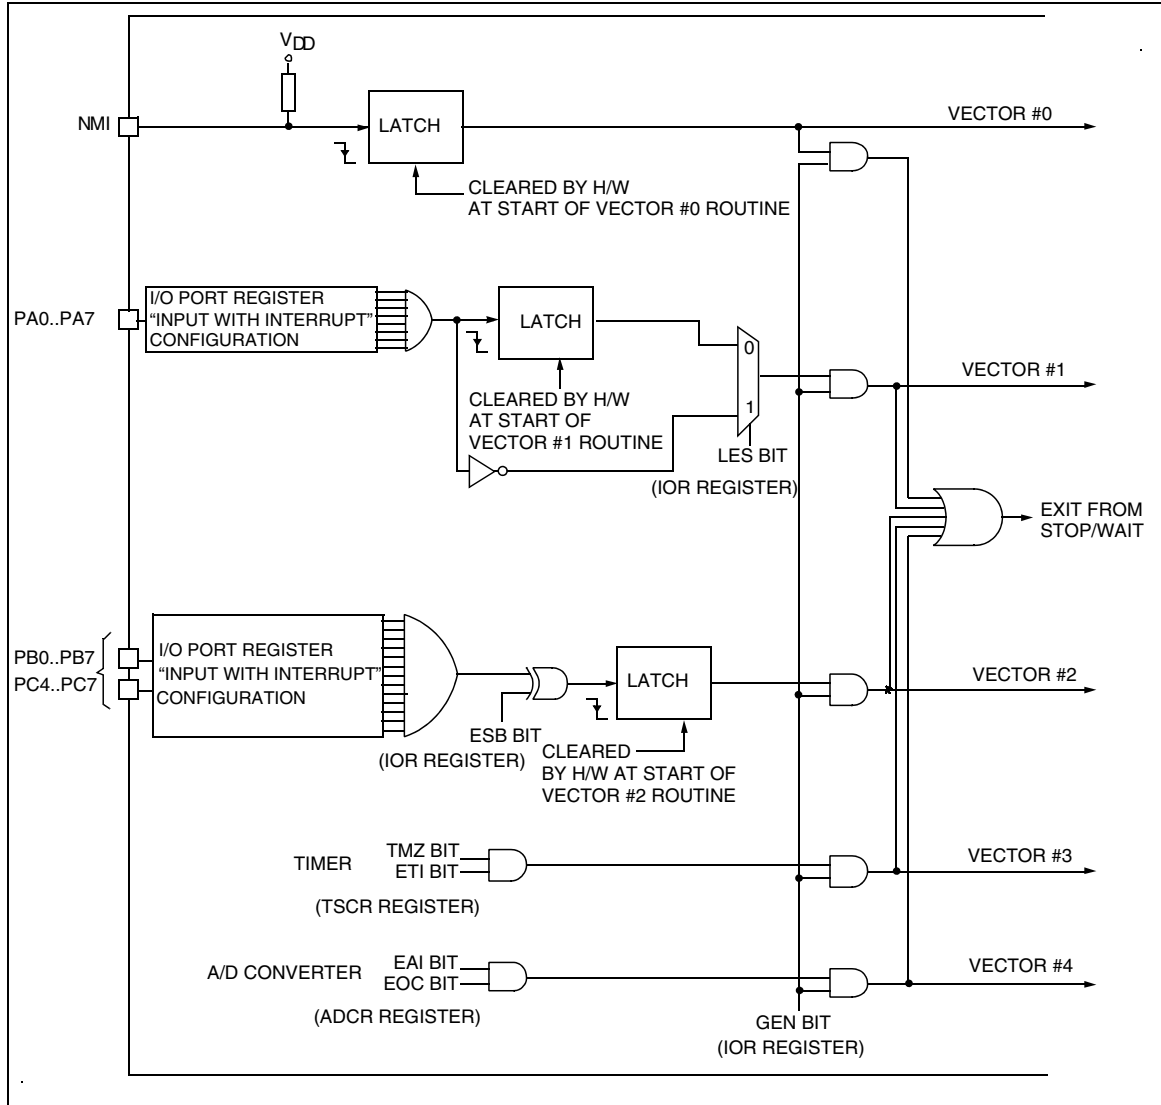 VDD
NMI
LATCH
VECTOR #0
CLEARED BY H/W
AT START OF VECTOR #0 ROUTINE
PA0..PA7
I/O PORT REGISTER
“INPUT WITH INTERRUPT”
CONFIGURATION
LATCH
0
1
CLEARED BY H/W
AT START OF
VECTOR #1 ROUTINE
LES BIT
(IOR REGISTER)
VECTOR #1
EXIT FROM
STOP/WAIT
PB0..PB7
PC4..PC7
I/O PORT REGISTER
“INPUT WITH INTERRUPT”
CONFIGURATION
ESB BIT
(IOR REGISTER)
LATCH
CLEARED
BY H/W AT START OF
VECTOR #2 ROUTINE
VECTOR #2
TIMER
TMZ BIT
ETI BIT
(TSCR REGISTER)
VECTOR #3
A/D CONVERTER
EAI BIT
EOC BIT
(ADCR REGISTER)
VECTOR #4
GEN BIT
(IOR REGISTER)